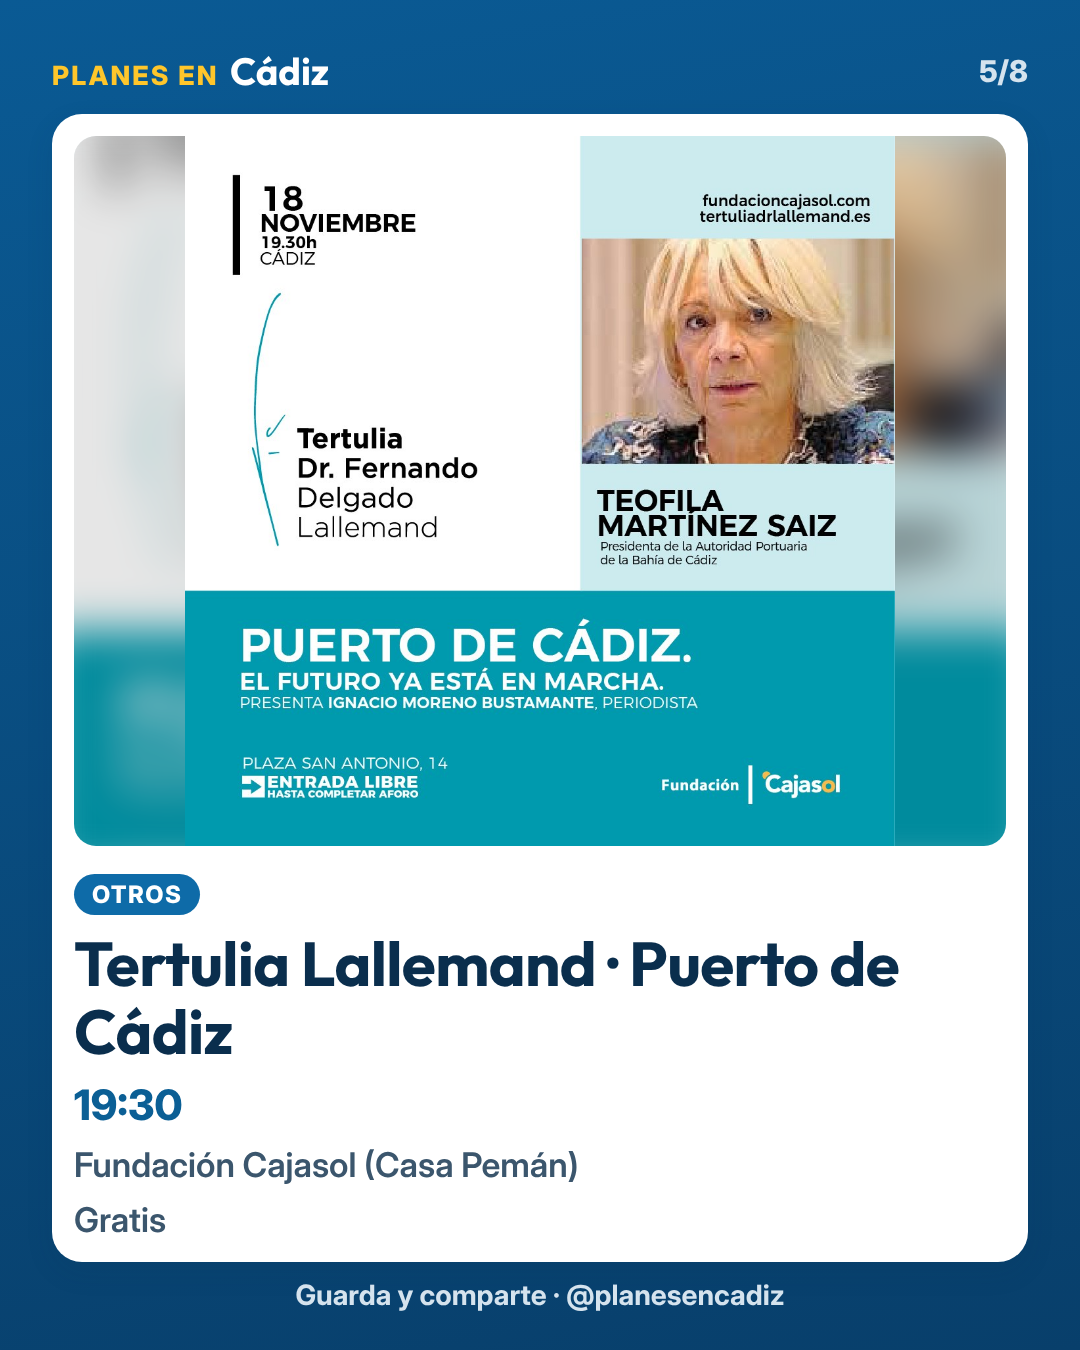 PLANES EN Cádiz
5/8
18
NOVIEMBRE
19.30h
CÁDIZ
fundacioncajasol.com
tertuliadrlallemand.es
Tertulia
Dr. Fernando
Delgado
Lallemand
TEOFILA
MARTÍNEZ SAIZ
Presidenta de la Autoridad Portuaria
de la Bahía de Cádiz
PUERTO DE CÁDIZ.
EL FUTURO YA ESTÁ EN MARCHA.
PRESENTA IGNACIO MORENO BUSTAMANTE, PERIODISTA
PLAZA SAN ANTONIO, 14
ENTRADA LIBRE
HASTA COMPLETAR AFORO
Fundación Cajasol
OTROS
Tertulia Lallemand · Puerto de
Cádiz
19:30
Fundación Cajasol (Casa Pemán)
Gratis
Guarda y comparte · @planesencadiz